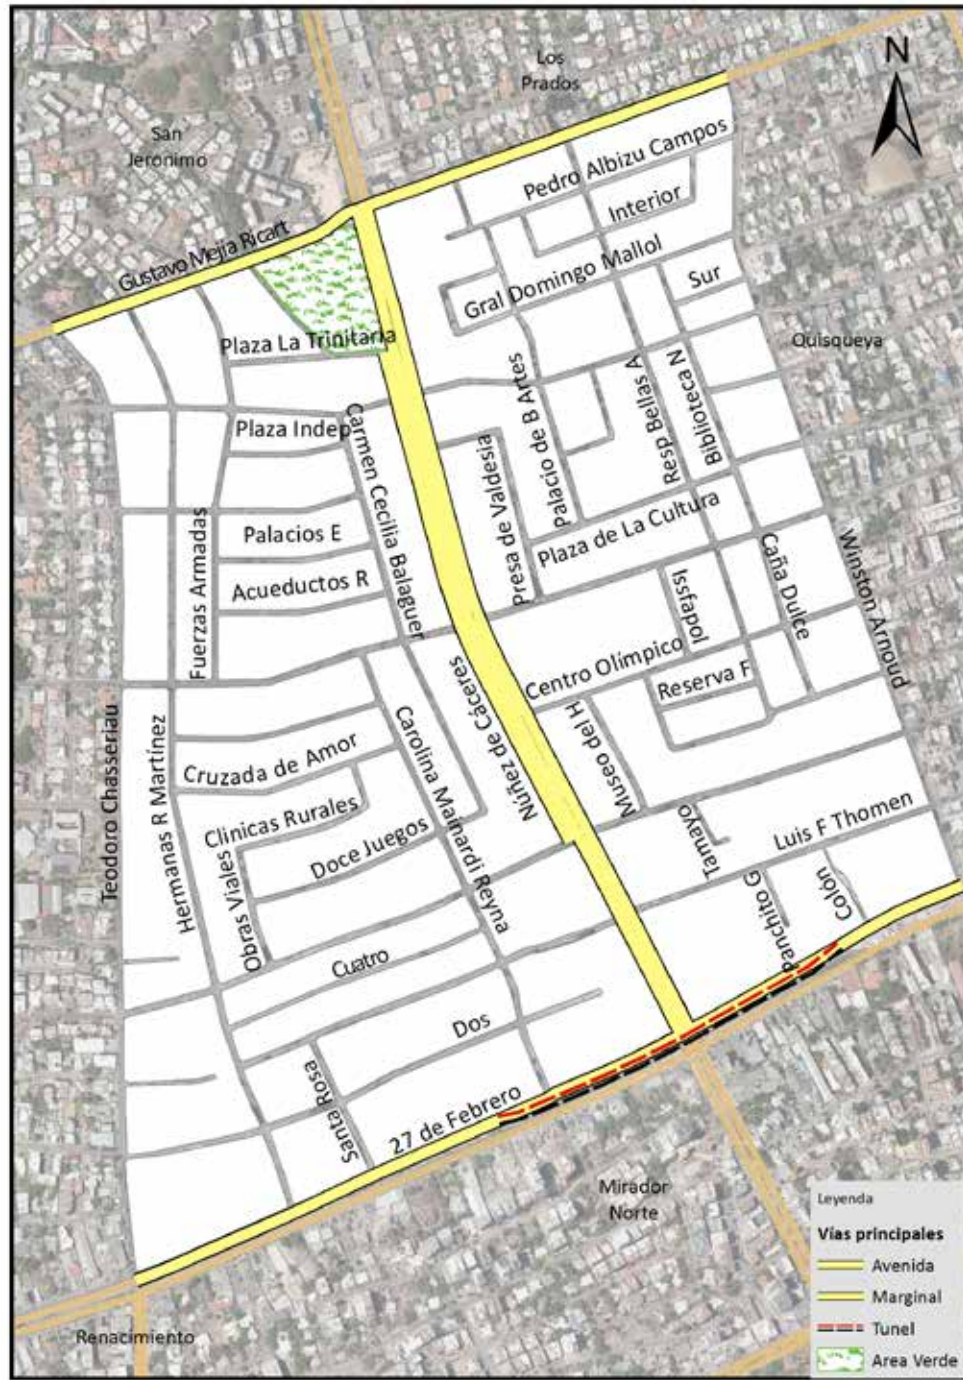 N
Los
Prados
San
Jeronimo
Pedro Albizu Campos
Interior
Gustavo Mejía Ricart
Gral Domingo Mallol
Sur
Plaza La Trinitaria
Quisqueya
Palacio de B Artes
Resp Bellas A
Biblioteca N
Plaza Indep
Carmen Cecilia Balaguer
Presa de Valdesia
Palacios E
Plaza de La Cultura
Fuerzas Armadas
Acueductos R
Caña Dulce
Winston Arnoud
Issfapol
Centro Olímpico
Reserva F
Núñez de Cáceres
Teodoro Chasseriau
Hermanas R Martínez
Cruzada de Amor
Carolina Mainardi Reyna
Museo del H
Clinicas Rurales
Doce Juegos
Obras Viales
Tamayo
Luis F Thomen
Panchito G
Colón
Cuatro
Dos
Santa Rosa
27 de Febrero
Mirador
Norte
Renacimiento
Leyenda
Vías principales
Avenida
Marginal
Tunel
Area Verde